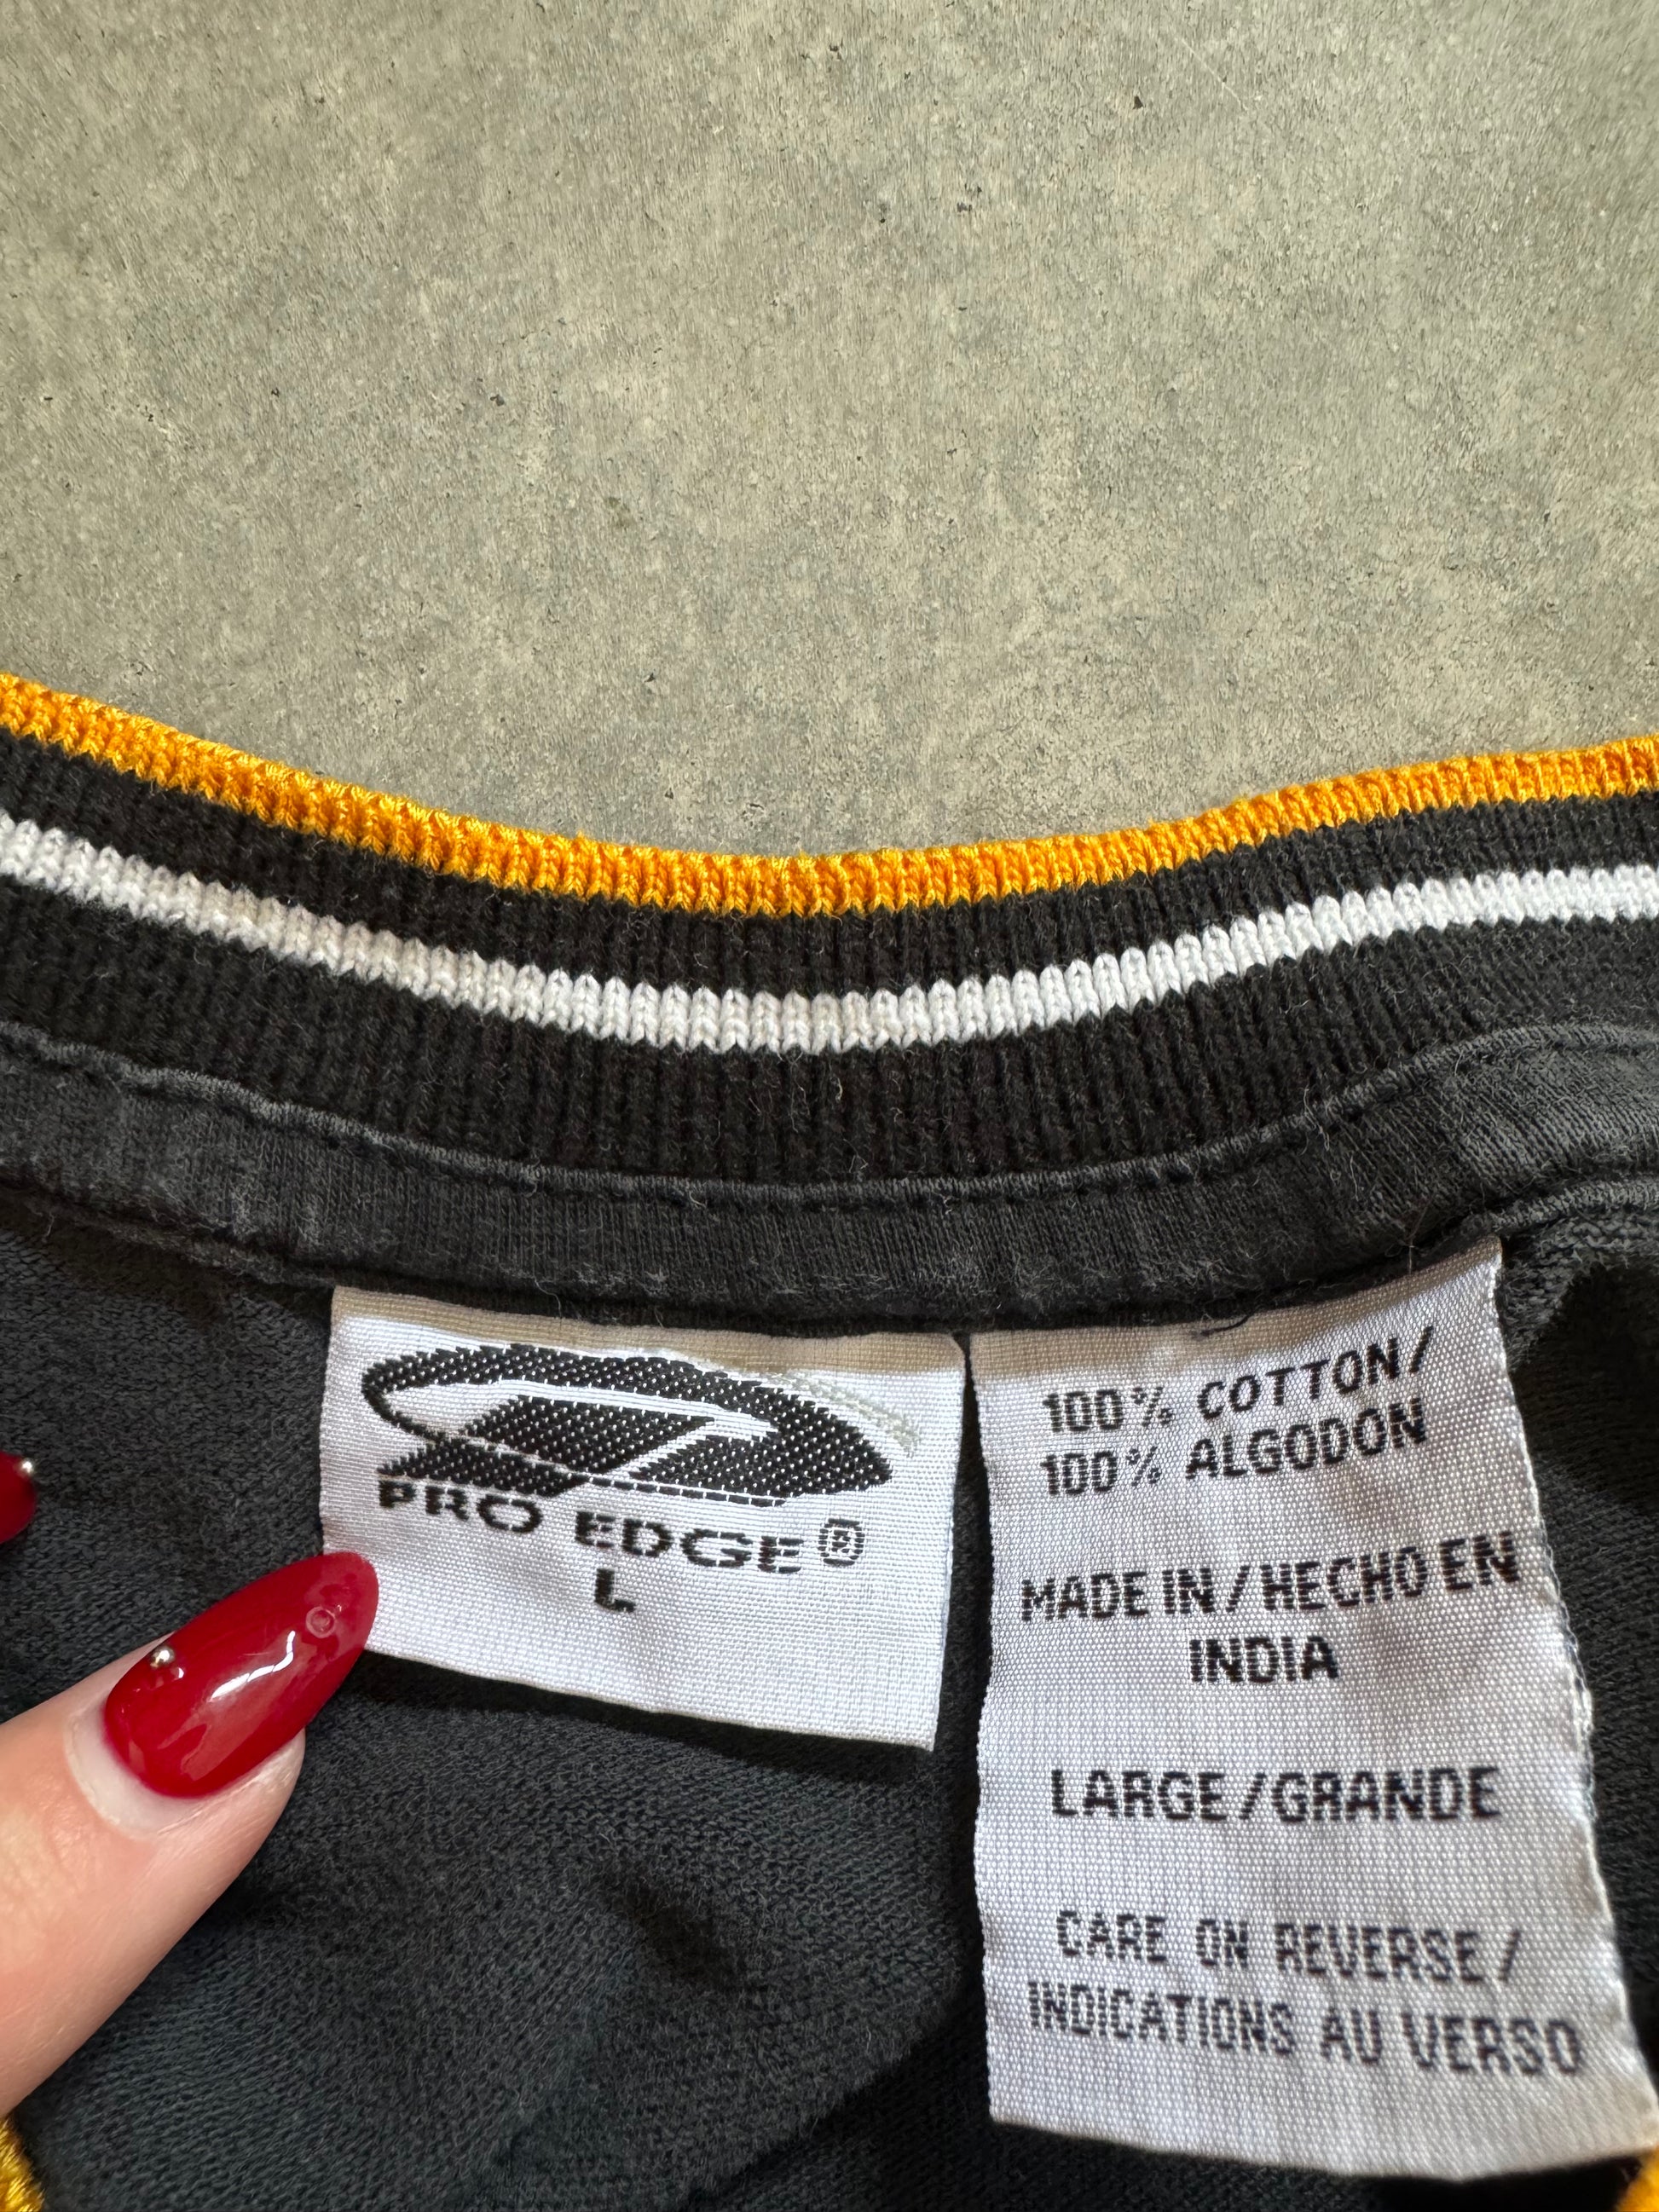 PRO EDGE®
L
100% COTTON/
100% ALGODON
MADE IN/HECHO EN
INDIA
LARGE/GRANDE
CARE ON REVERSE/
INDICATIONS AU VERSO